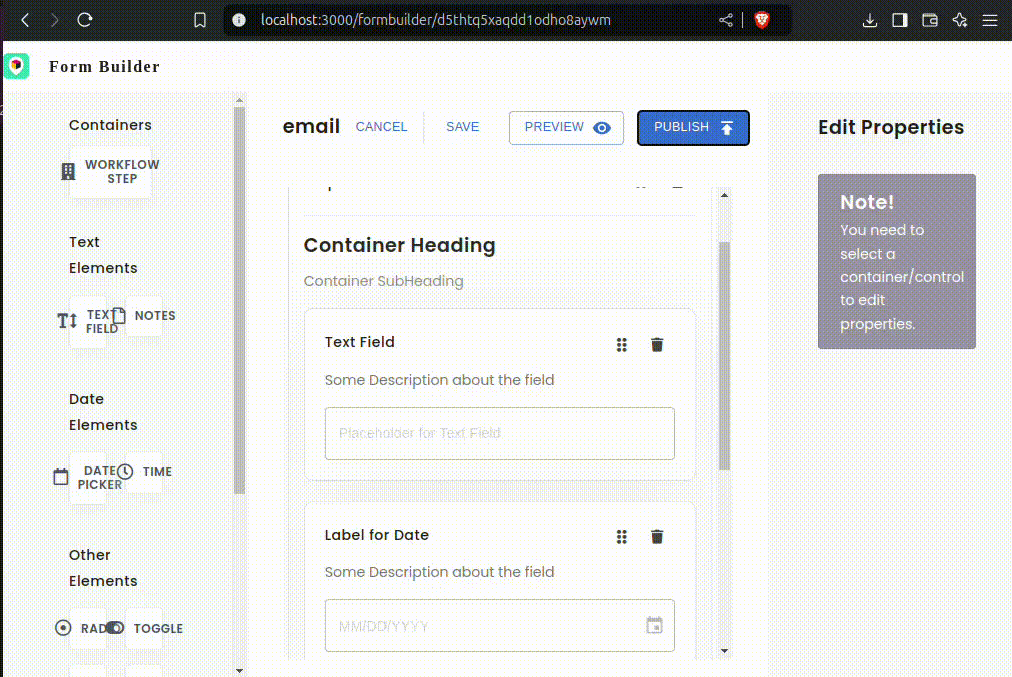 localhost:3000/formbuilder/d5thtq5xaqdd1odho8aywm
Form Builder
Containers
WORKFLOW
STEP
Text
Elements
TEXT
FIELD
NOTES
Date
Elements
DATE
PICKER
TIME
Other
Elements
TOGGLE
email
CANCEL
SAVE
PREVIEW
PUBLISH
Container Heading
Container SubHeading
Text Field
Some Description about the field
Placeholder for Text Field
Label for Date
Some Description about the field
MM/DD/YYYY
Edit Properties
Note!
You need to
select a
container/control
to edit
properties.